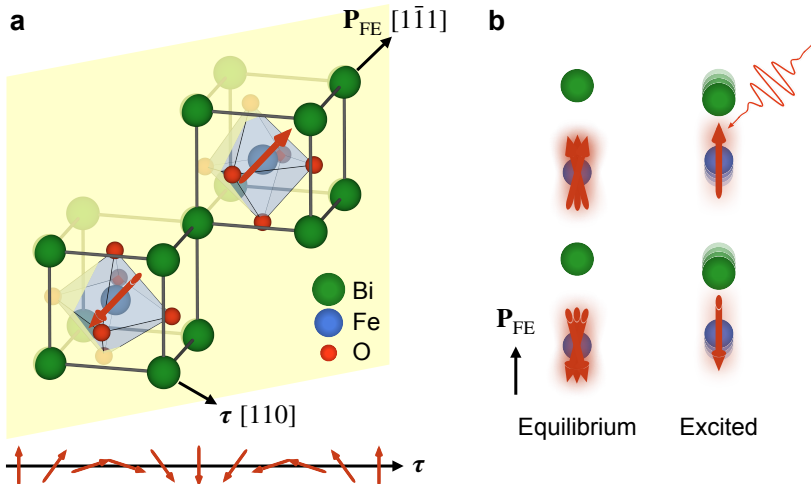 a
P_FE [11̄1]
Bi
Fe
O
τ [110]
τ
b
P_FE
Equilibrium Excited